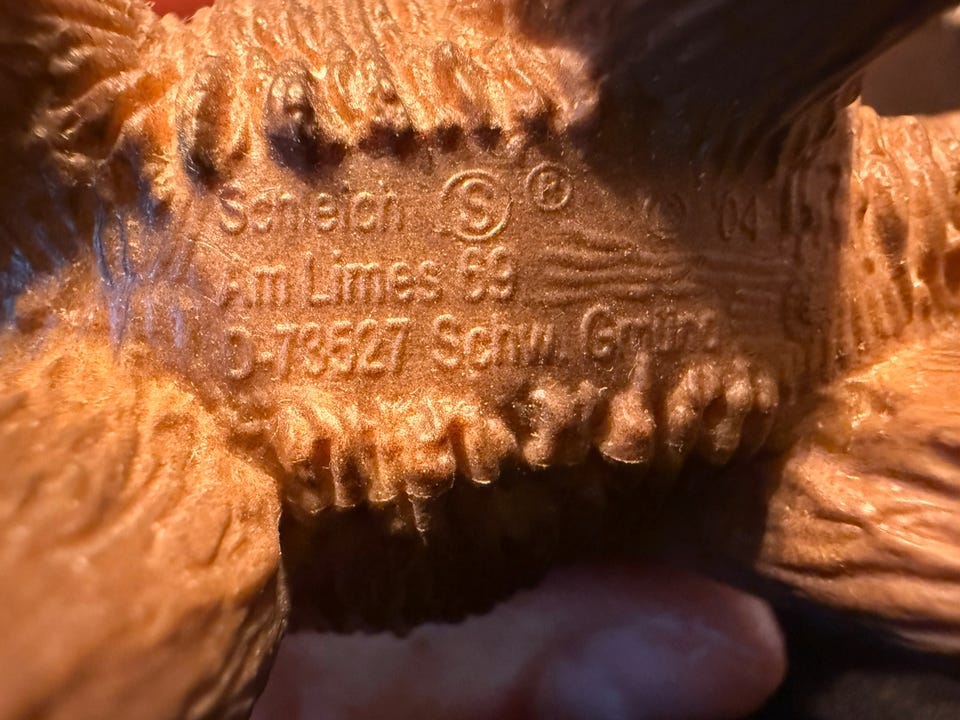 Schleich Ⓢ ® © '04
Am Limes 69
D-73527 Schw. Gmünd